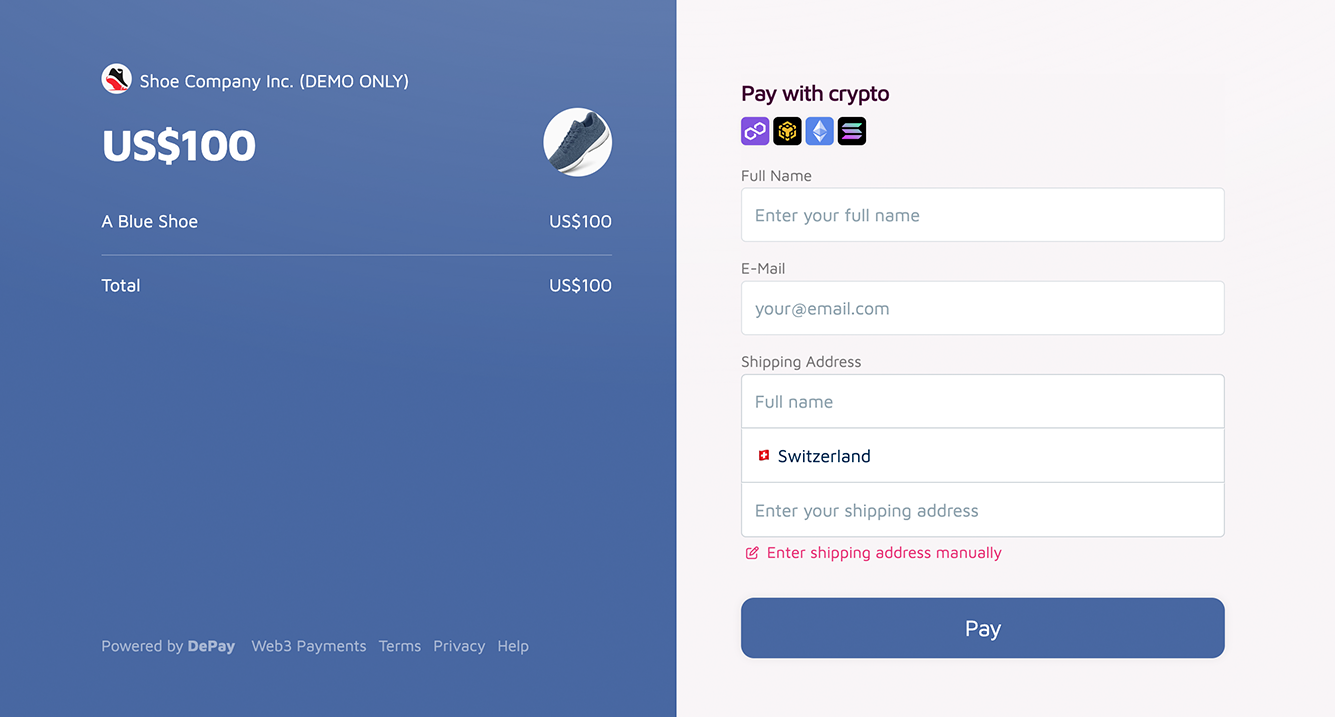 Shoe Company Inc. (DEMO ONLY)
US$100
A Blue Shoe US$100
Total US$100
Powered by DePay Web3 Payments Terms Privacy Help
Pay with crypto
Full Name
Enter your full name
E-Mail
your@email.com
Shipping Address
Full name
Switzerland
Enter your shipping address
Enter shipping address manually
Pay